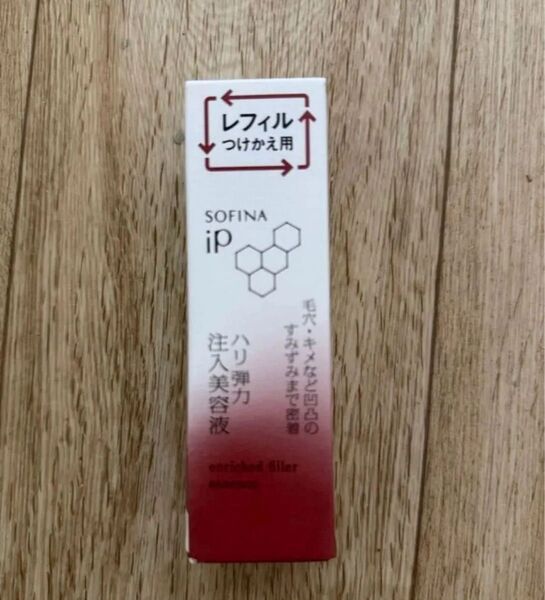 レフィル
つけかえ用
SOFINA
iP
毛穴・キメなど凹凸の
すみずみまで密着
ハリ弾力
注入美容液
enriched filler